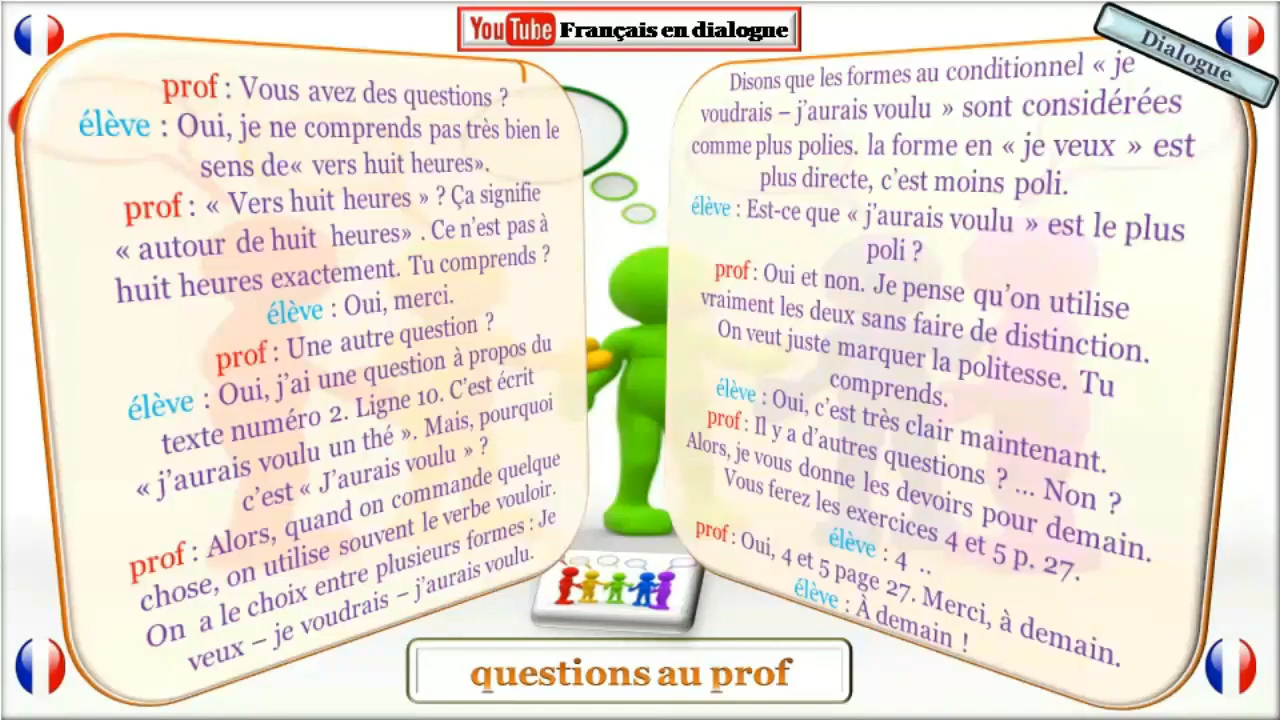 YouTube Français en dialogue
Dialogue
prof : Vous avez des questions ?
élève : Oui, je ne comprends pas très bien le
sens de« vers huit heures».
prof : « Vers huit heures » ? Ça signifie
« autour de huit heures» . Ce n'est pas à
huit heures exactement. Tu comprends ?
élève : Oui, merci.
prof : Une autre question ?
élève : Oui, j'ai une question à propos du
texte numéro 2. Ligne 10. C'est écrit
« j'aurais voulu un thé ». Mais, pourquoi
c'est « J'aurais voulu » ?
prof : Alors, quand on commande quelque
chose, on utilise souvent le verbe vouloir.
On a le choix entre plusieurs formes : Je
veux – je voudrais – j'aurais voulu.
Disons que les formes au conditionnel « je
voudrais – j'aurais voulu » sont considérées
comme plus polies. la forme en « je veux » est
plus directe, c'est moins poli.
élève : Est-ce que « j'aurais voulu » est le plus
poli ?
prof : Oui et non. Je pense qu'on utilise
vraiment les deux sans faire de distinction.
On veut juste marquer la politesse. Tu
comprends.
élève : Oui, c'est très clair maintenant.
prof : Il y a d'autres questions ? ... Non ?
Alors, je vous donne les devoirs pour demain.
Vous ferez les exercices 4 et 5 p. 27.
élève : 4 ..
prof : Oui, 4 et 5 page 27. Merci, à demain.
élève : À demain !
questions au prof